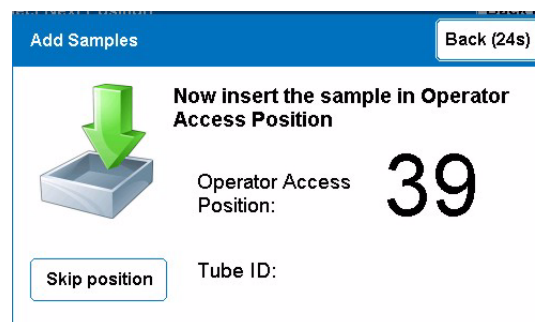 Add Samples
Back (24s)
Now insert the sample in Operator
Access Position
Operator Access
Position:
39
Tube ID:
Skip position